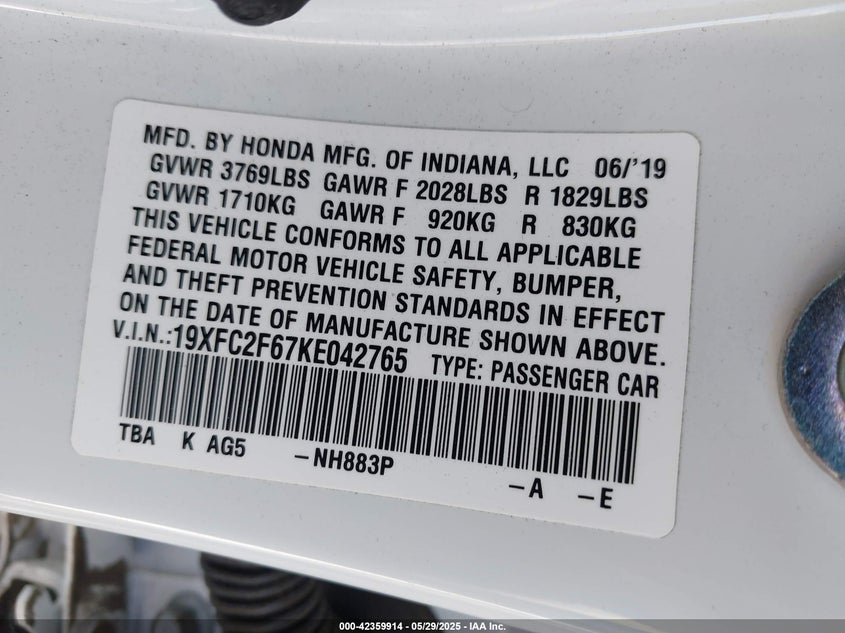 MFD. BY HONDA MFG. OF INDIANA, LLC 06/'19
GVWR 3769LBS GAWR F 2028LBS R 1829LBS
GVWR 1710KG GAWR F 920KG R 830KG
THIS VEHICLE CONFORMS TO ALL APPLICABLE
FEDERAL MOTOR VEHICLE SAFETY, BUMPER,
AND THEFT PREVENTION STANDARDS IN EFFECT
ON THE DATE OF MANUFACTURE SHOWN ABOVE.
V.I.N.:19XFC2F67KE042765 TYPE: PASSENGER CAR
TBA K AG5 -NH883P -A -E
000-42359914 - 05/29/2025 - IAA Inc.